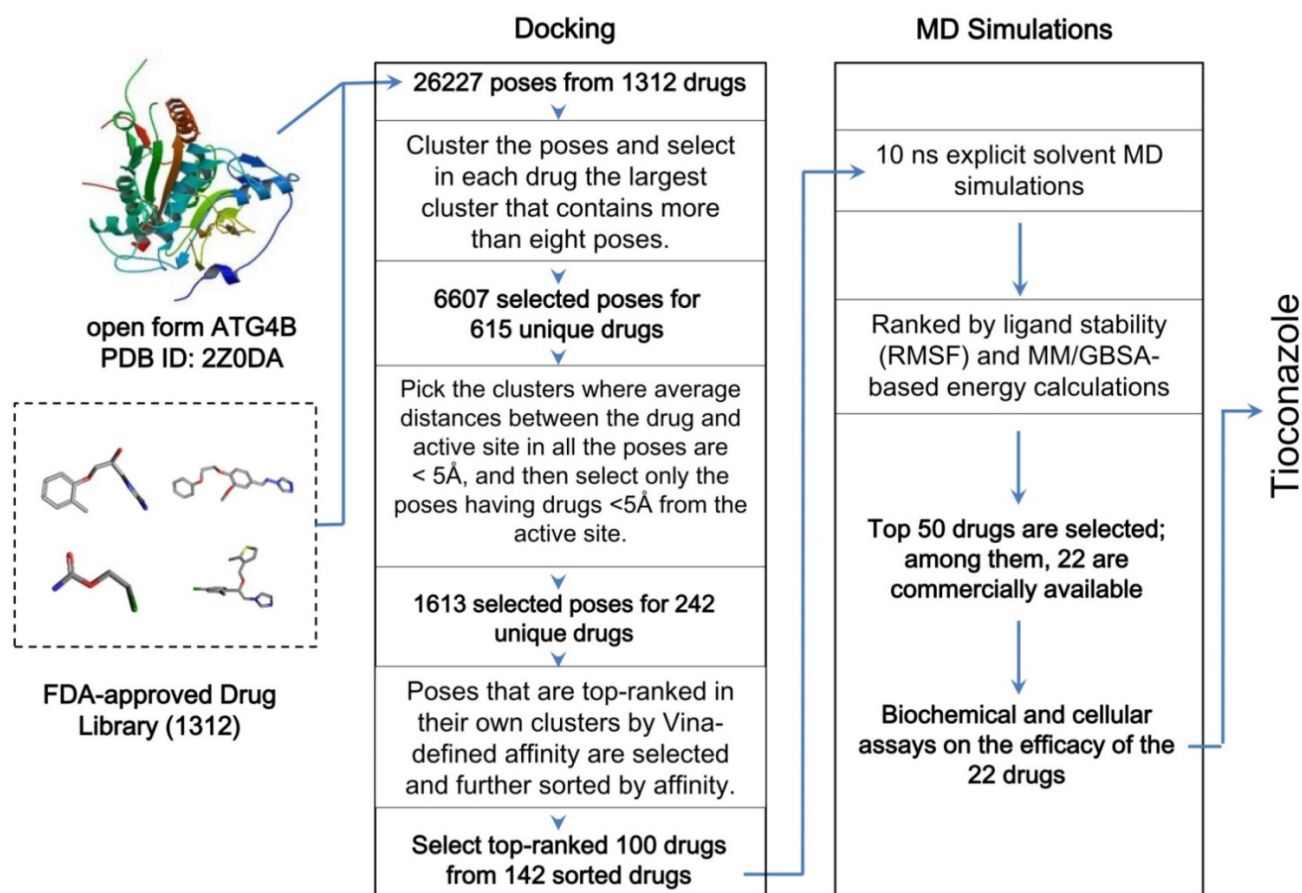 Docking
26227 poses from 1312 drugs
Cluster the poses and select
in each drug the largest
cluster that contains more
than eight poses.
6607 selected poses for
615 unique drugs
Pick the clusters where average
distances between the drug and
active site in all the poses are
< 5Å, and then select only the
poses having drugs <5Å from the
active site.
1613 selected poses for 242
unique drugs
Poses that are top-ranked in
their own clusters by Vina-
defined affinity are selected
and further sorted by affinity.
Select top-ranked 100 drugs
from 142 sorted drugs
open form ATG4B
PDB ID: 2Z0DA
FDA-approved Drug
Library (1312)
MD Simulations
10 ns explicit solvent MD
simulations
Ranked by ligand stability
(RMSF) and MM/GBSA-
based energy calculations
Top 50 drugs are selected;
among them, 22 are
commercially available
Biochemical and cellular
assays on the efficacy of the
22 drugs
Tioconazole